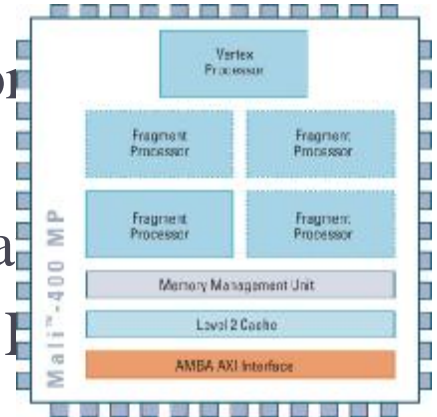 Vertex
Processor
Fragment
Processor
Fragment
Processor
Fragment
Processor
Fragment
Processor
Memory Management Unit
Level 2 Cache
AMBA AXI Interface
Mali™-400 MP